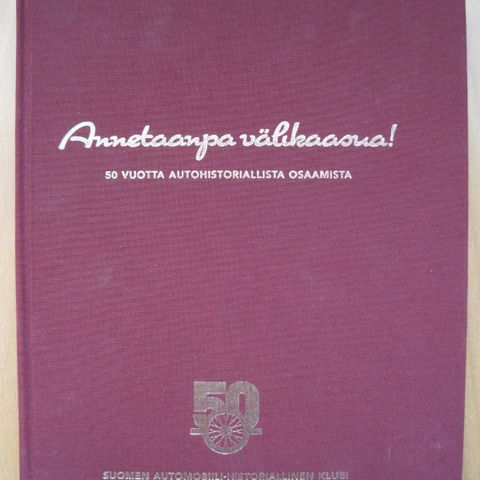 Annetaanpa välikaasua!
50 VUOTTA AUTOHISTORIALLISTA OSAAMISTA
50
SUOMEN AUTOMOBIILI-HISTORIALLINEN KLUBI